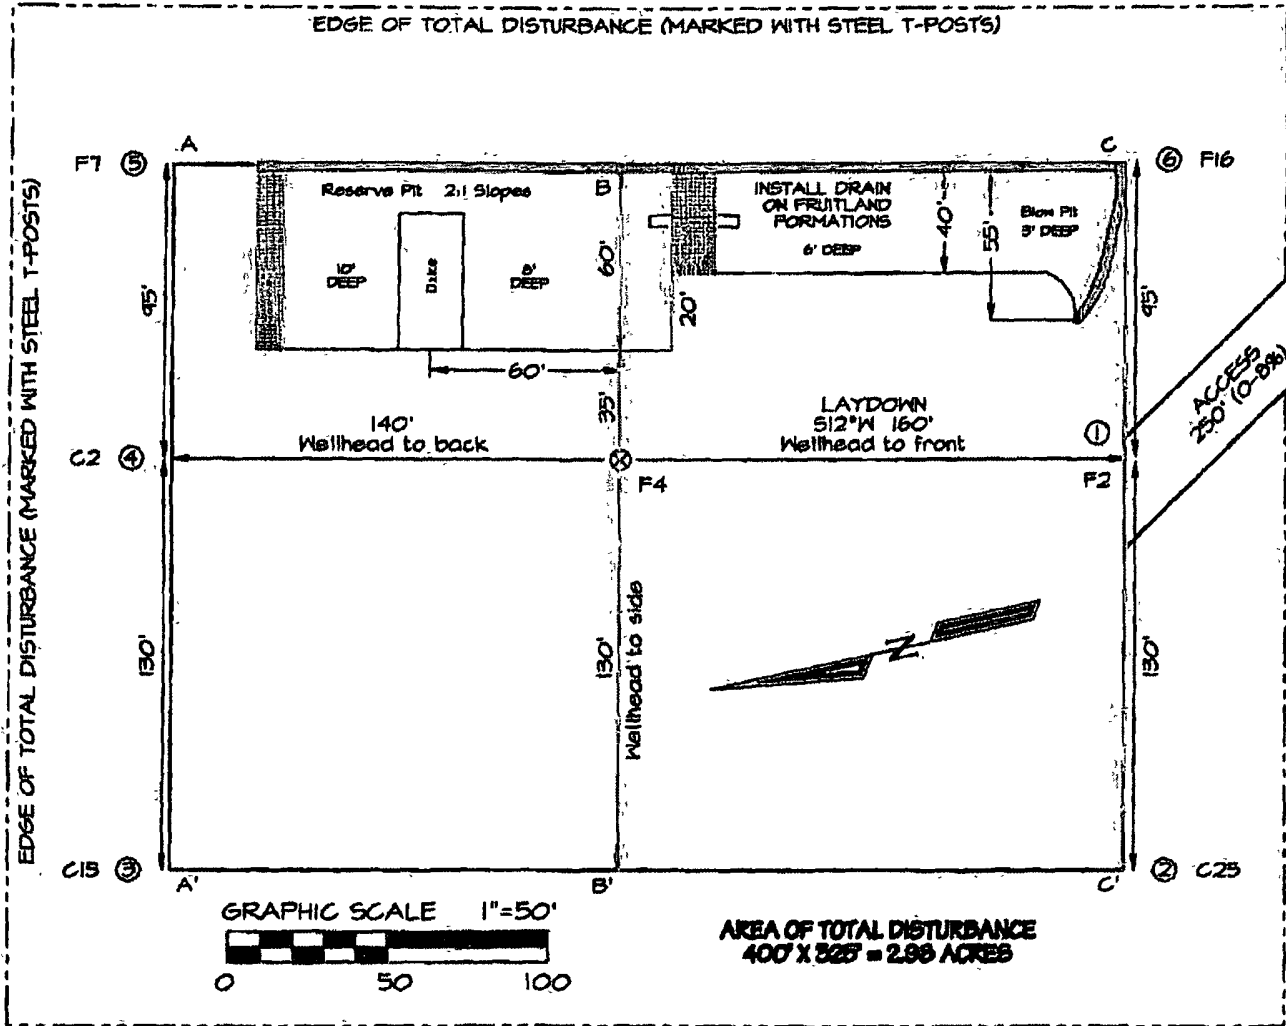 EDGE OF TOTAL DISTURBANCE (MARKED WITH STEEL T-POSTS)
EDGE OF TOTAL DISTURBANCE (MARKED WITH STEEL T-POSTS)
A
C
F7 5
6 F16
Reserve Pit 2:1 Slopes
B
INSTALL DRAIN
ON FRUITLAND
FORMATIONS
6' DEEP
40'
55'
Blow Pit
3' DEEP
10'
DEEP
Dike
8'
DEEP
60'
20'
95'
95'
60'
35'
ACCESS
250' (0-8%)
140'
Wellhead to back
LAYDOWN
S12°W 160'
Wellhead to front
1
C2 4
F4
F2
130'
130'
Wellhead to side
130'
N
C15 3
A'
B'
C'
2 C25
GRAPHIC SCALE 1"=50'
0 50 100
AREA OF TOTAL DISTURBANCE
400' X 325' = 2.98 ACRES